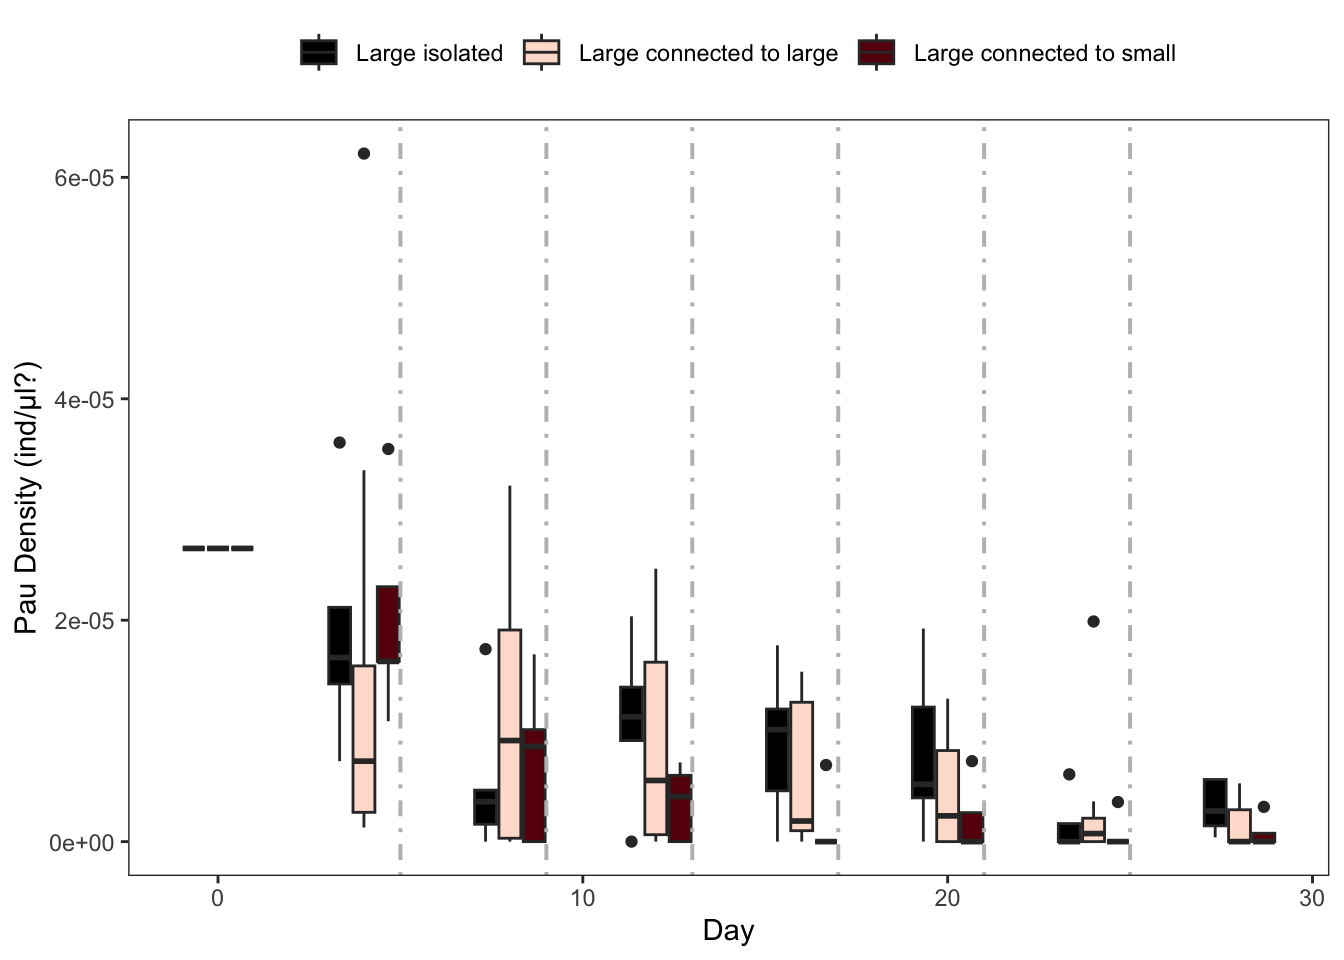 Large isolated Large connected to large Large connected to small
6e-05
4e-05
2e-05
0e+00
Pau Density (ind/µl?)
0 10 20 30
Day